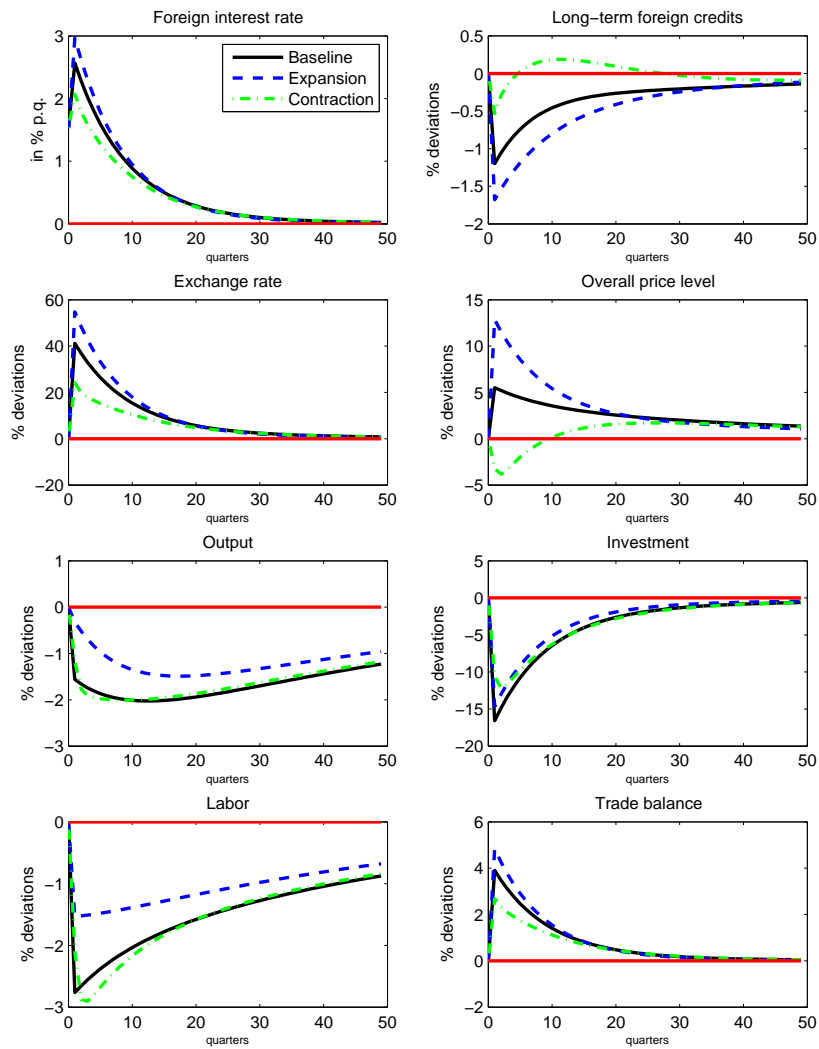 Foreign interest rate
3
2
1
0
in % p.q.
Baseline
Expansion
Contraction
0 10 20 30 40 50
quarters
Long−term foreign credits
0.5
0
−0.5
−1
−1.5
−2
% deviations
0 10 20 30 40 50
quarters
Exchange rate
60
40
20
0
−20
% deviations
0 10 20 30 40 50
quarters
Overall price level
15
10
5
0
−5
% deviations
0 10 20 30 40 50
quarters
Output
1
0
−1
−2
−3
% deviations
0 10 20 30 40 50
quarters
Investment
5
0
−5
−10
−15
−20
% deviations
0 10 20 30 40 50
quarters
Labor
0
−1
−2
−3
% deviations
0 10 20 30 40 50
quarters
Trade balance
6
4
2
0
−2
% deviations
0 10 20 30 40 50
quarters